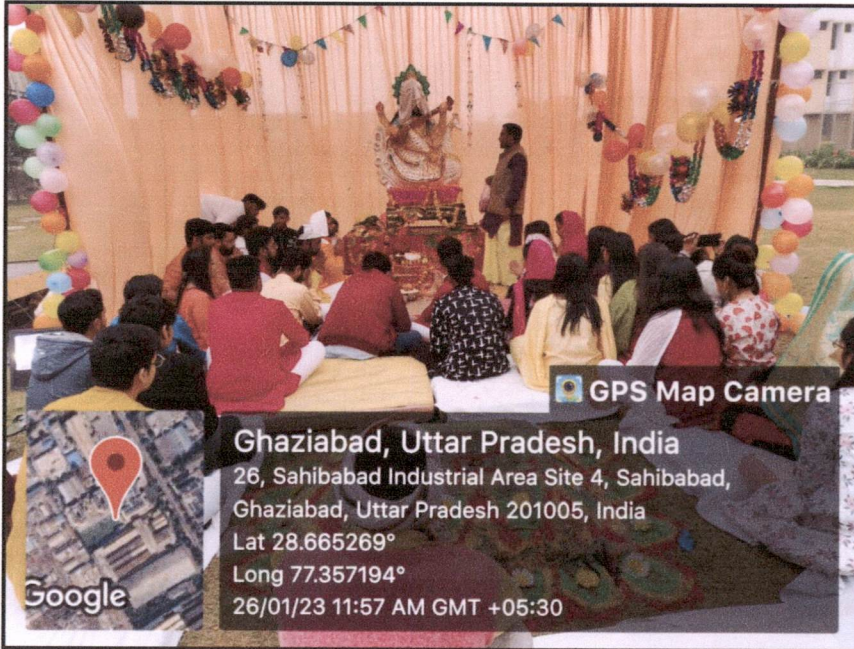 GPS Map Camera
Ghaziabad, Uttar Pradesh, India
26, Sahibabad Industrial Area Site 4, Sahibabad,
Ghaziabad, Uttar Pradesh 201005, India
Lat 28.665269°
Long 77.357194°
26/01/23 11:57 AM GMT +05:30
Google